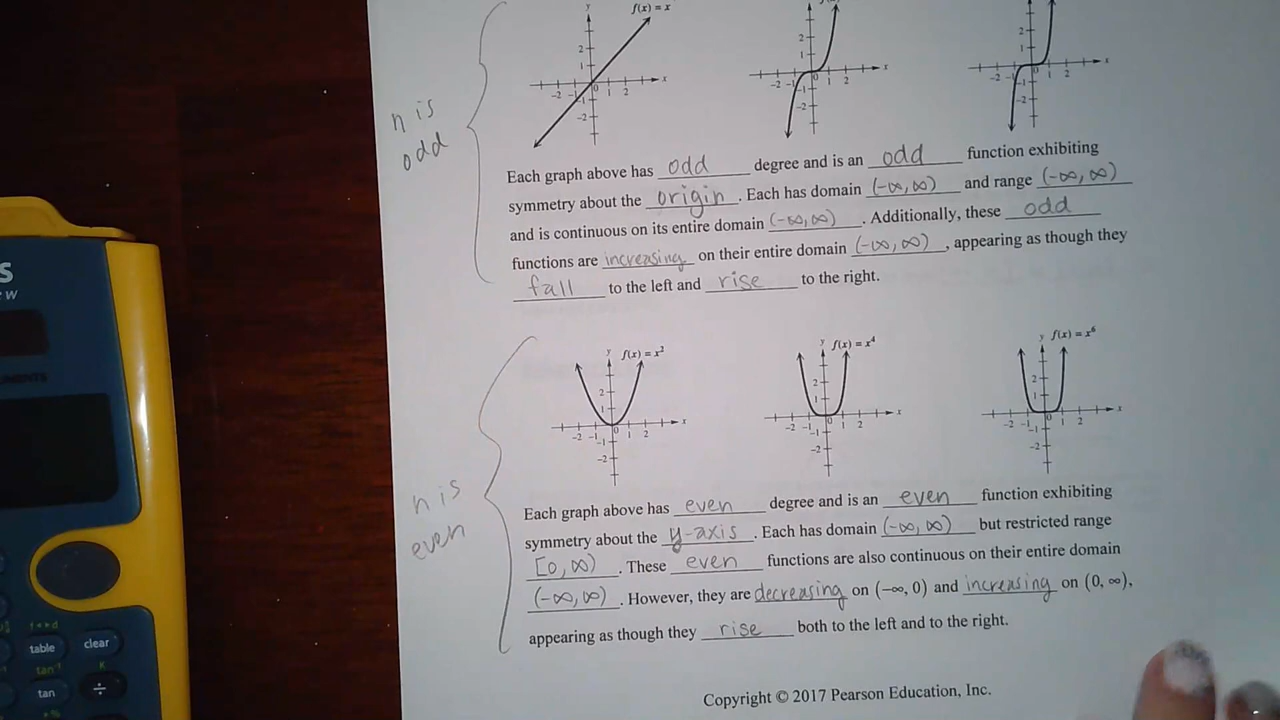 f(x) = x
n is
odd
Each graph above has odd degree and is an odd function exhibiting
symmetry about the origin. Each has domain (-∞, ∞) and range (-∞, ∞)
and is continuous on its entire domain (-∞, ∞). Additionally, these odd
functions are increasing on their entire domain (-∞, ∞), appearing as though they
fall to the left and rise to the right.
f(x) = x²
f(x) = x⁴
f(x) = x⁶
n is
even
Each graph above has even degree and is an even function exhibiting
symmetry about the y-axis. Each has domain (-∞, ∞) but restricted range
[0, ∞). These even functions are also continuous on their entire domain
(-∞, ∞). However, they are decreasing on (−∞, 0) and increasing on (0, ∞),
appearing as though they rise both to the left and to the right.
Copyright © 2017 Pearson Education, Inc.
table
clear
tan⁻¹
K
tan
÷